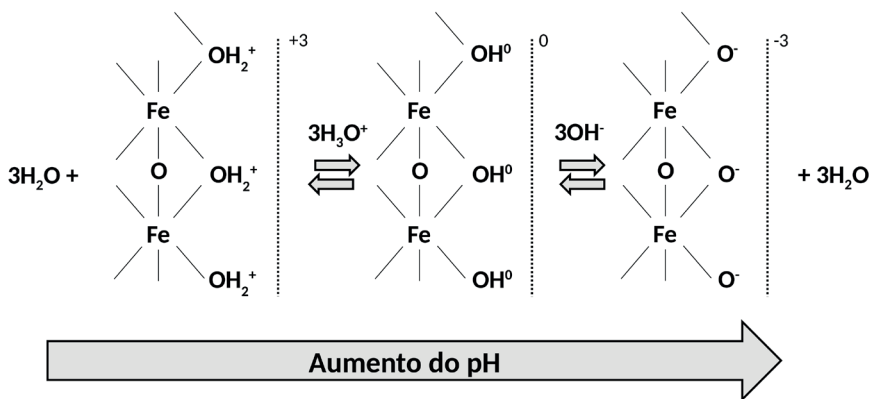 OH₂⁺ +3 OH⁰ 0 O⁻ -3
Fe Fe Fe
3H₃O⁺ 3OH⁻
3H₂O + O OH₂⁺ O OH⁰ O O⁻ + 3H₂O
Fe Fe Fe
OH₂⁺ OH⁰ O⁻
Aumento do pH